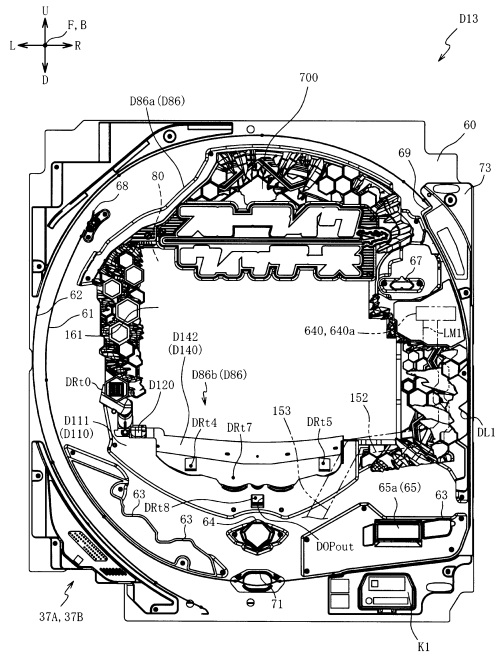 U
F,B
L
R
D
D13
700
D86a(D86)
60
69
73
80
68
67
62
61
640,640a
LM1
161
D142
(D140)
D86b(D86)
DRt0
D120
153
152
DL1
DRt4
DRt7
DRt5
D111
(D110)
65a(65)
63
DRt8
63
63
64
DOPout
71
37A,37B
K1